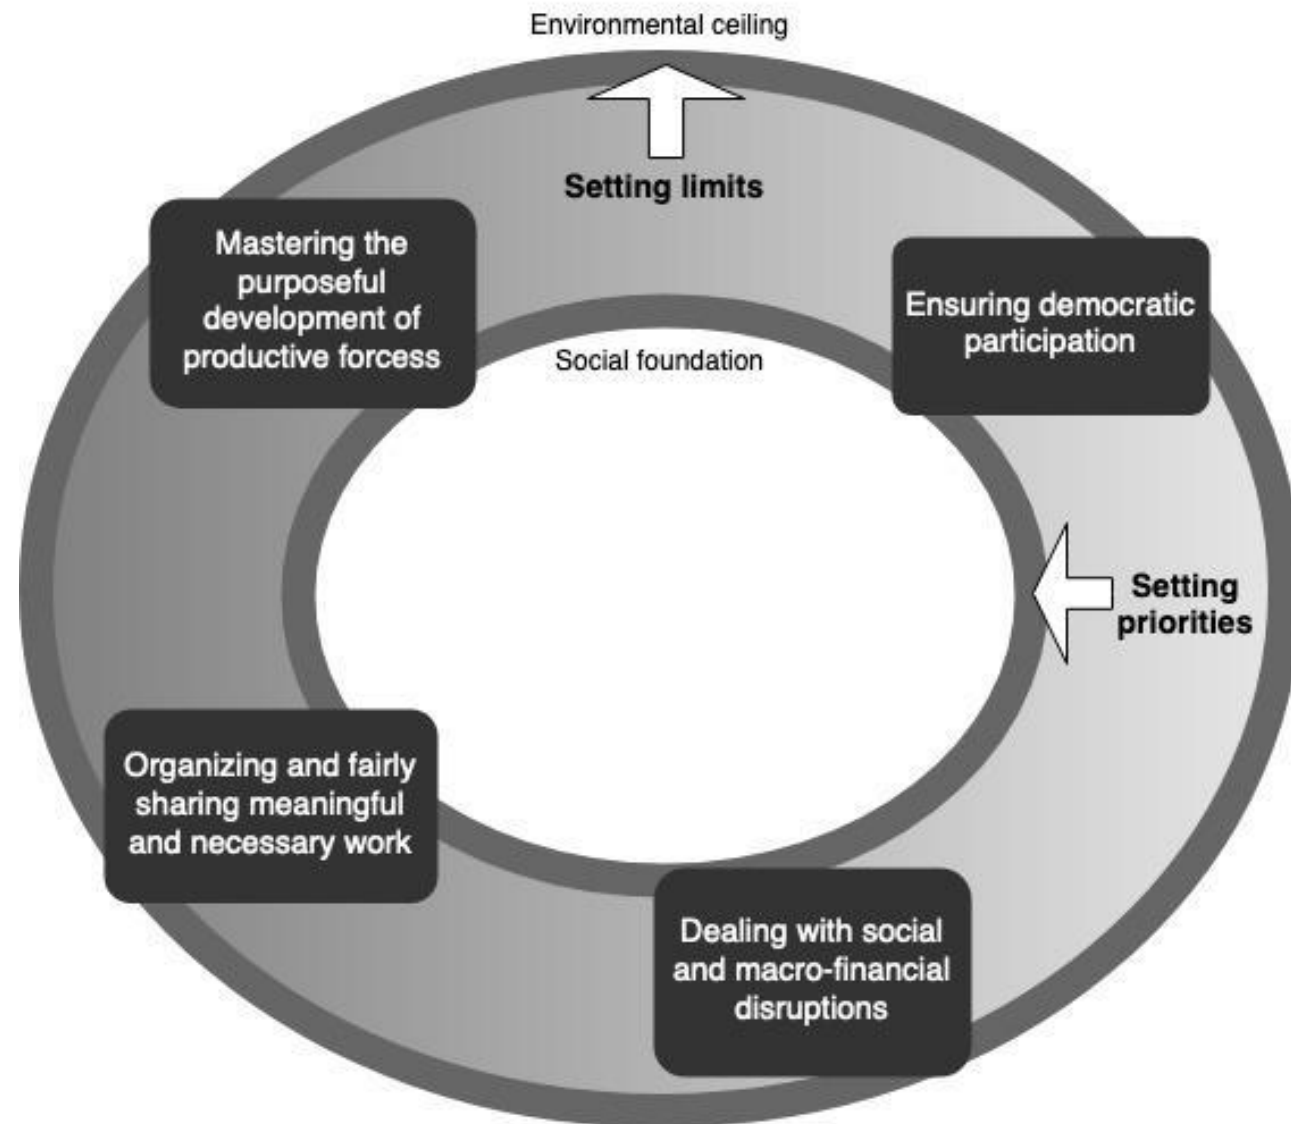 Environmental ceiling
Setting limits
Mastering the
purposeful
development of
productive forcess
Ensuring democratic
participation
Social foundation
Setting
priorities
Organizing and fairly
sharing meaningful
and necessary work
Dealing with social
and macro-financial
disruptions